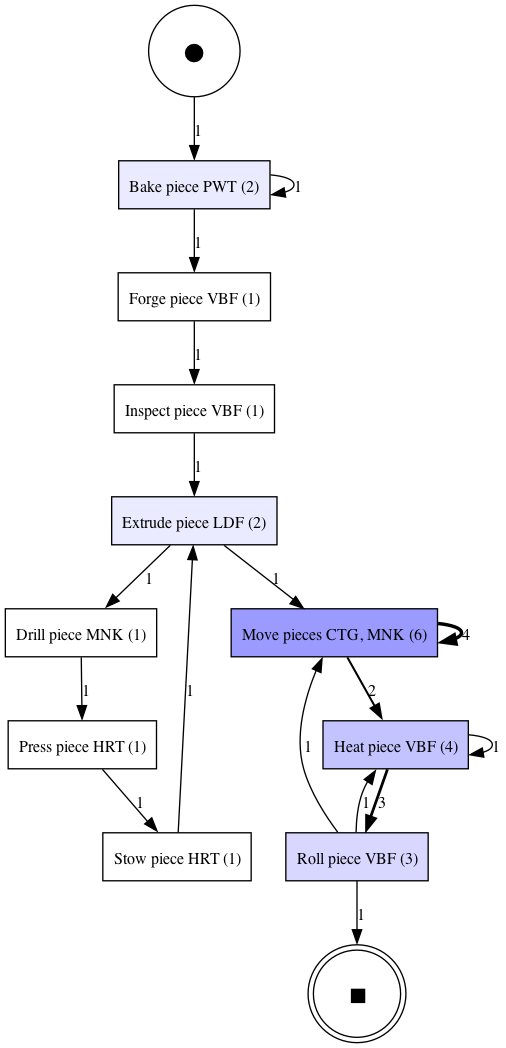 1
Bake piece PWT (2)
1
1
Forge piece VBF (1)
1
Inspect piece VBF (1)
1
Extrude piece LDF (2)
1
1
Drill piece MNK (1)
Move pieces CTG, MNK (6)
4
1
1
2
Press piece HRT (1)
Heat piece VBF (4)
1
1
1
1
3
Stow piece HRT (1)
Roll piece VBF (3)
1